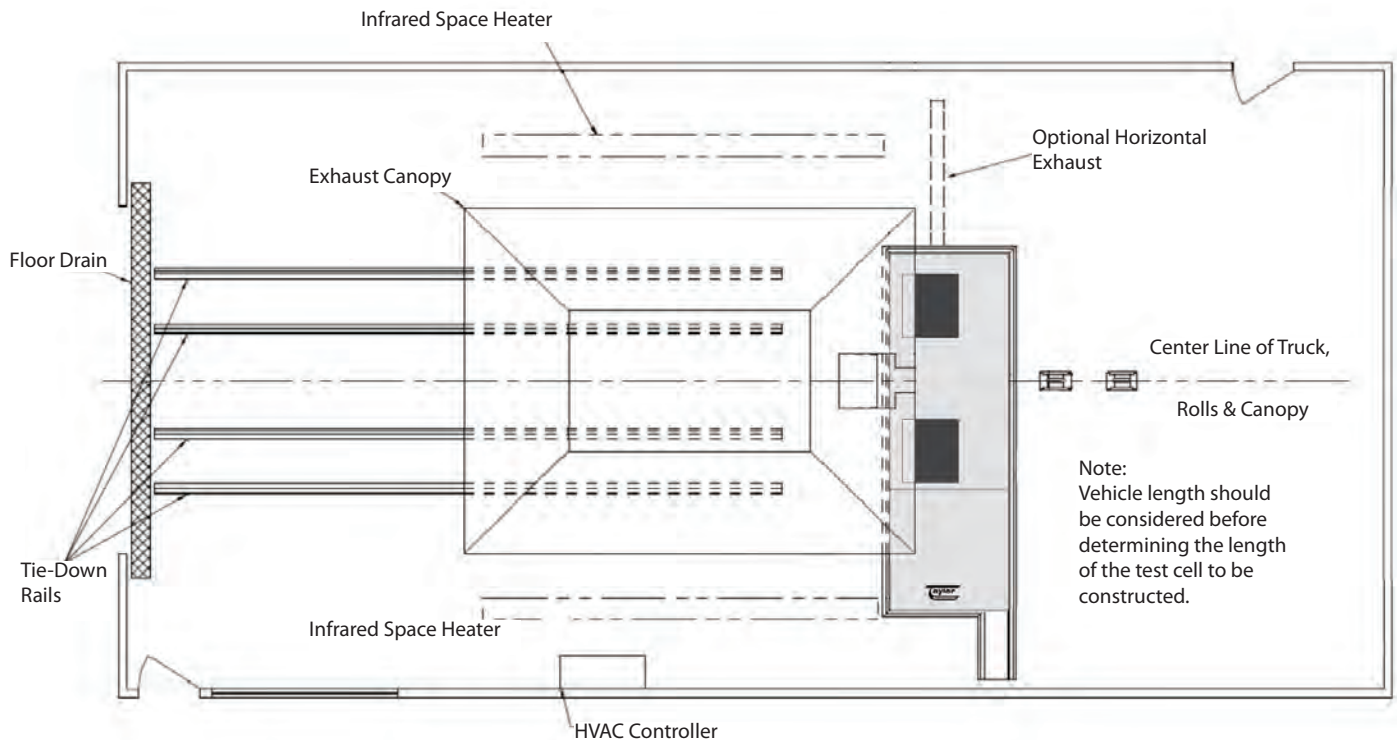 Infrared Space Heater
Optional Horizontal
Exhaust
Exhaust Canopy
Floor Drain
Center Line of Truck,
Rolls & Canopy
Note:
Vehicle length should
be considered before
determining the length
of the test cell to be
constructed.
Tie-Down
Rails
Taylor
Infrared Space Heater
HVAC Controller